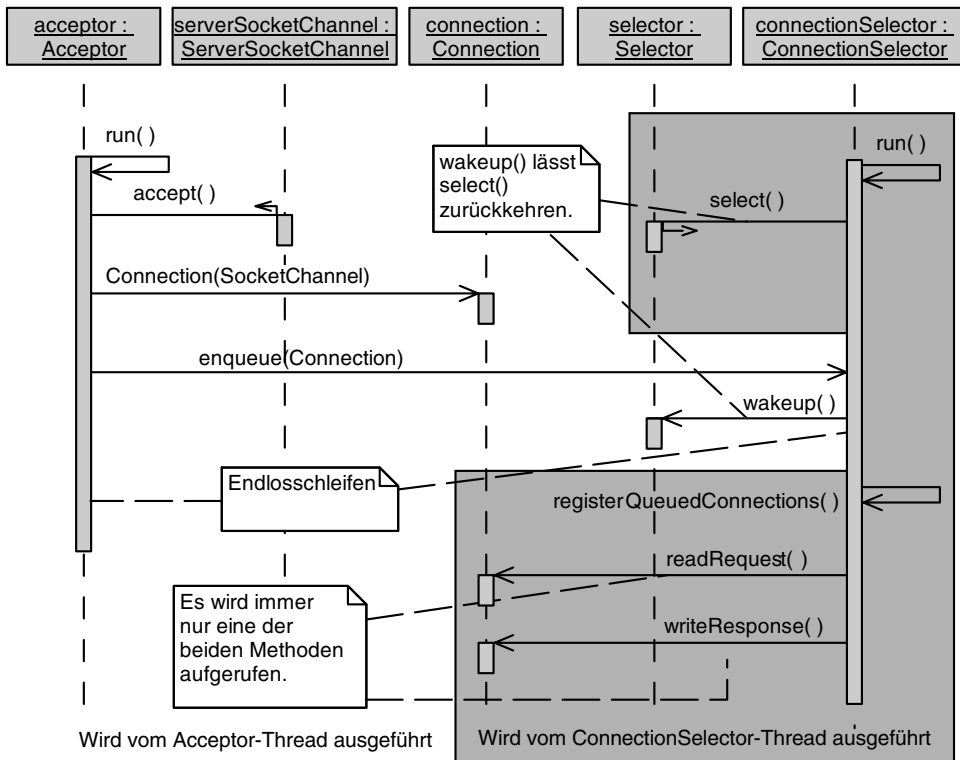 acceptor :
Acceptor
serverSocketChannel :
ServerSocketChannel
connection :
Connection
selector :
Selector
connectionSelector :
ConnectionSelector
run( )
run( )
wakeup() lässt
select()
zurückkehren.
accept( )
select( )
Connection(SocketChannel)
enqueue(Connection)
wakeup( )
Endlosschleifen
registerQueuedConnections( )
readRequest( )
Es wird immer
nur eine der
beiden Methoden
aufgerufen.
writeResponse( )
Wird vom Acceptor-Thread ausgeführt
Wird vom ConnectionSelector-Thread ausgeführt